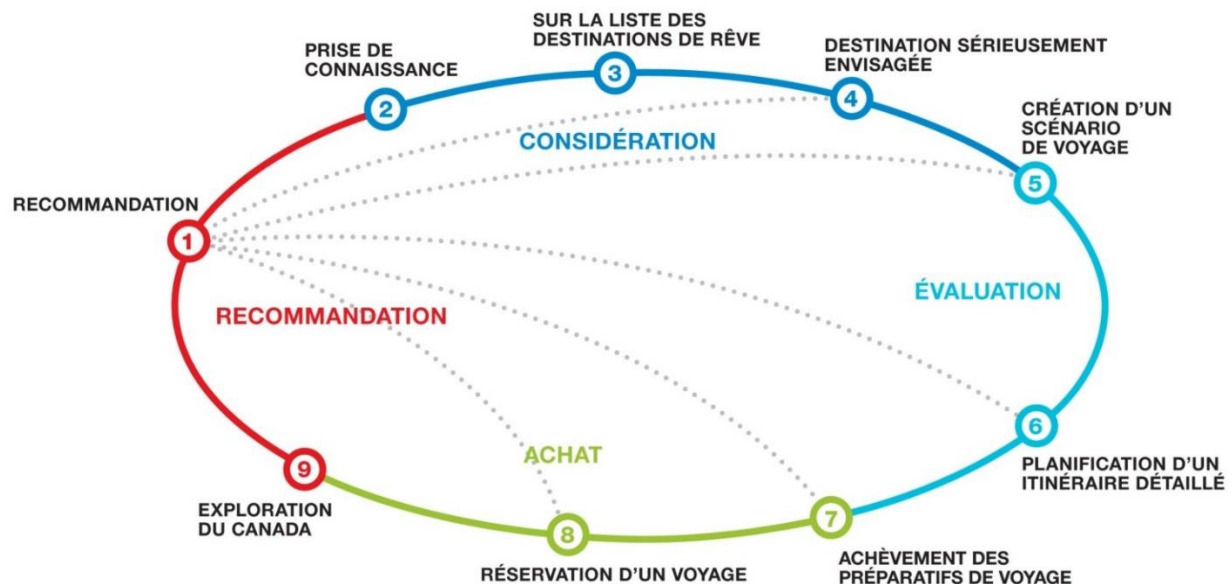 SUR LA LISTE DES
DESTINATIONS DE RÊVE
PRISE DE
CONNAISSANCE
DESTINATION SÉRIEUSEMENT
ENVISAGÉE
3
2
4
CRÉATION D’UN
SCÉNARIO
DE VOYAGE
CONSIDÉRATION
5
RECOMMANDATION
1
ÉVALUATION
RECOMMANDATION
6
ACHAT
PLANIFICATION D’UN
ITINÉRAIRE DÉTAILLÉ
9
EXPLORATION
DU CANADA
7
8
ACHÈVEMENT DES
PRÉPARATIFS DE VOYAGE
RÉSERVATION D’UN VOYAGE